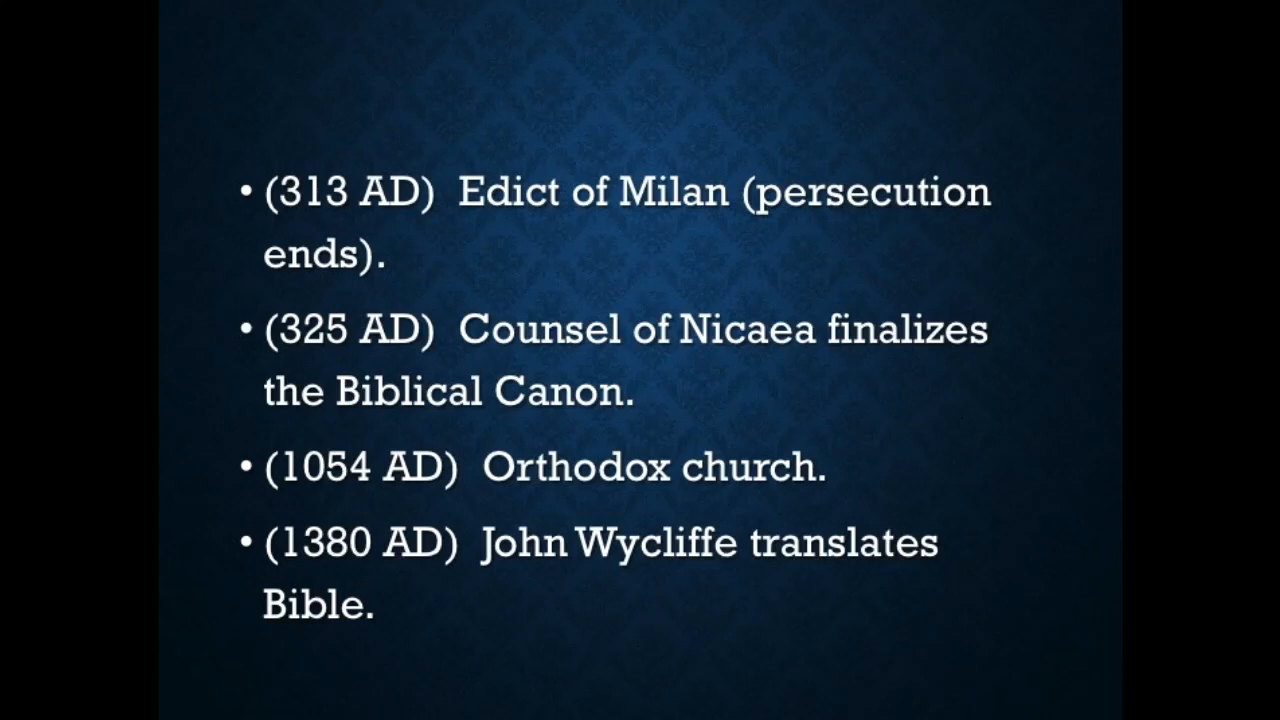 • (313 AD)  Edict of Milan (persecution
ends).
• (325 AD)  Counsel of Nicaea finalizes
the Biblical Canon.
• (1054 AD)  Orthodox church.
• (1380 AD)  John Wycliffe translates
Bible.